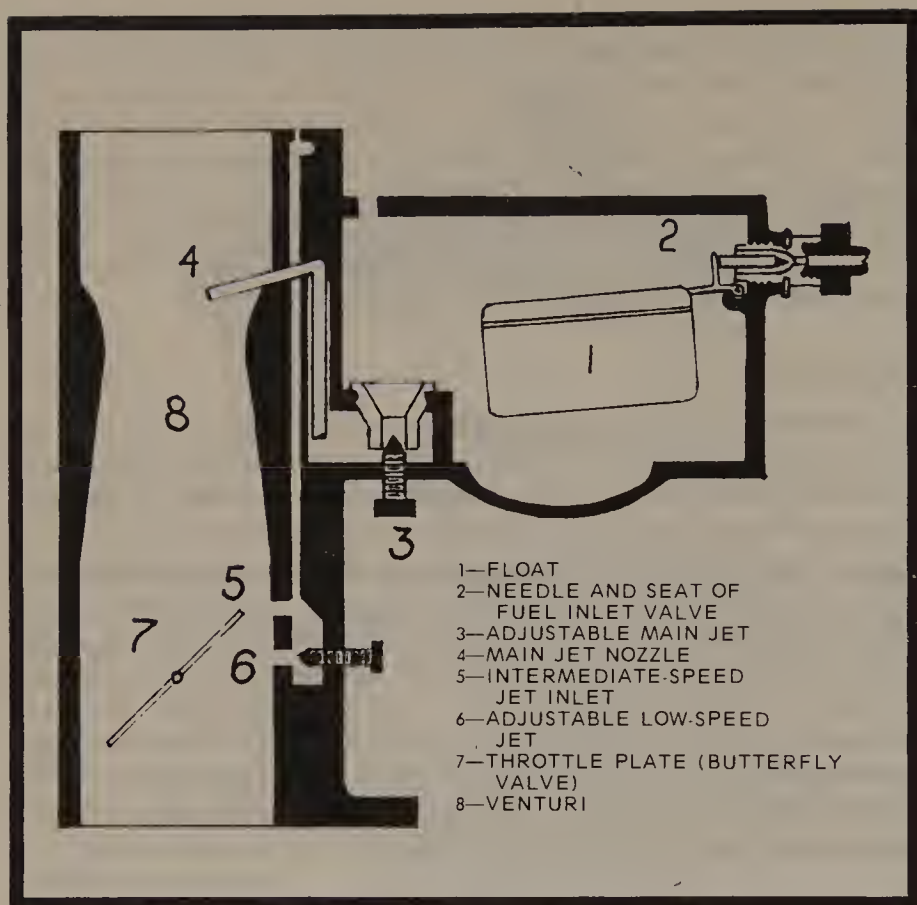 4
2
1
8
3
5
7
6
1—FLOAT
2—NEEDLE AND SEAT OF
FUEL INLET VALVE
3—ADJUSTABLE MAIN JET
4—MAIN JET NOZZLE
5—INTERMEDIATE-SPEED
JET INLET
6—ADJUSTABLE LOW-SPEED
JET
7—THROTTLE PLATE (BUTTERFLY
VALVE)
8—VENTURI